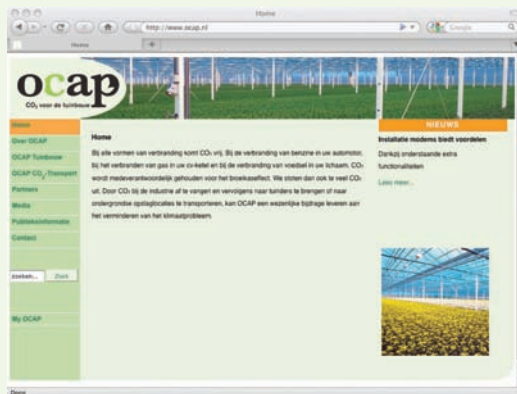 Home
http://www.ocap.nl
Google
Home
ocap
CO₂ voor de tuinbouw
Home
Over OCAP
OCAP Tuinbouw
OCAP CO₂-Transport
Partners
Media
Publieksinformatie
Contact
zoeken...
Zoek
My OCAP
Home
Bij alle vormen van verbranding komt CO₂ vrij. Bij de verbranding van benzine in uw automotor,
bij het verbranden van gas in uw cv-ketel en bij de verbranding van voedsel in uw lichaam. CO₂
wordt medeverantwoordelijk gehouden voor het broeikaseffect. We stoten dan ook te veel CO₂
uit. Door CO₂ bij de industrie af te vangen en vervolgens naar tuinders te brengen of naar
ondergrondse opslaglocaties te transporteren, kan OCAP een wezenlijke bijdrage leveren aan
het verminderen van het klimaatprobleem.
NIEUWS
Installatie modems biedt voordelen
Dankzij onderstaande extra
functionaliteiten
Lees meer...
Done